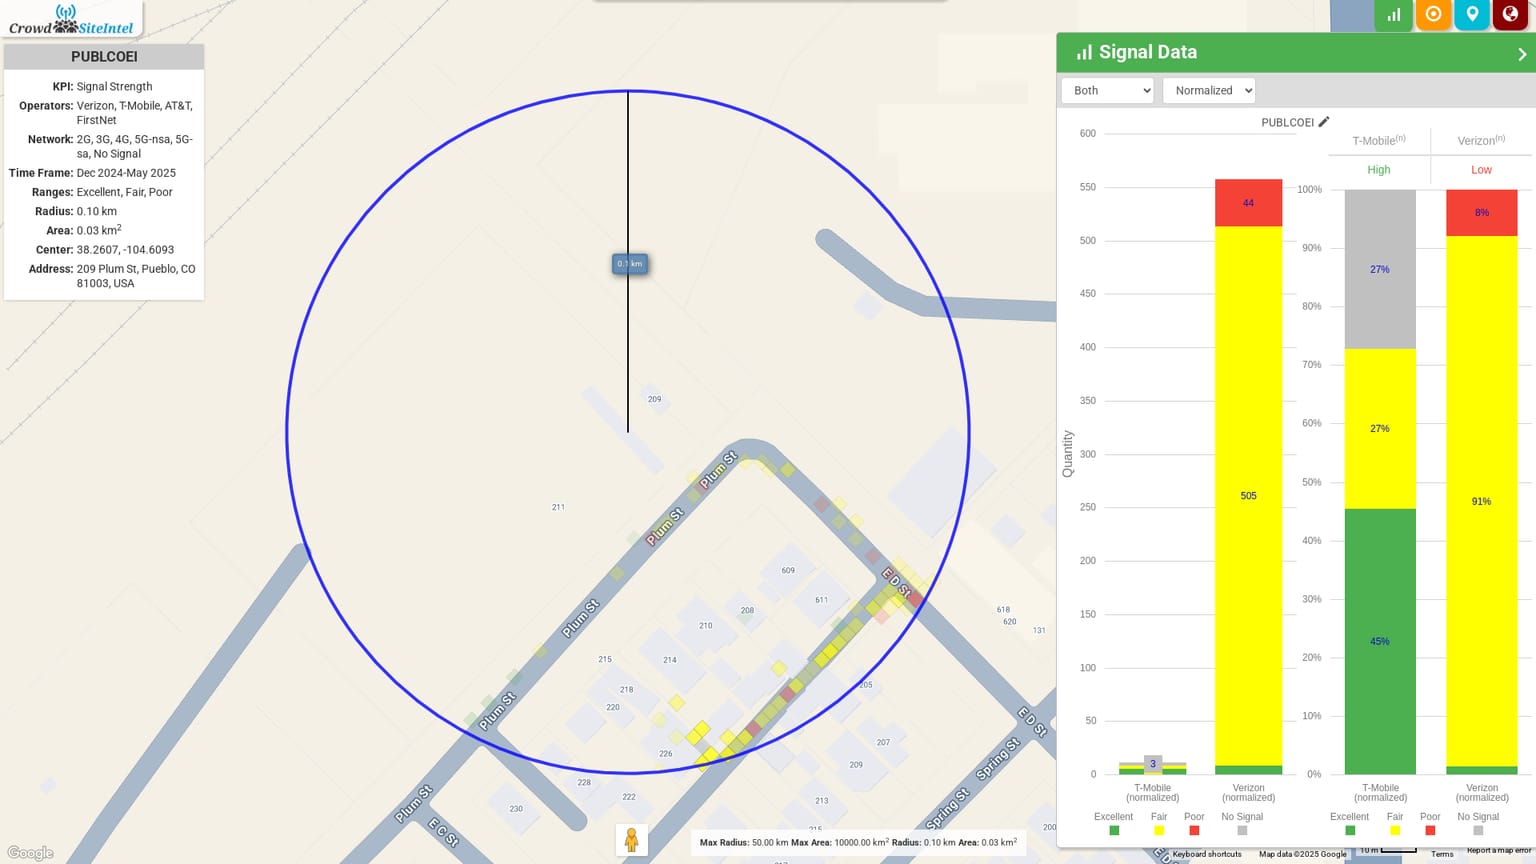 Crowd SiteIntel
PUBLCOEI
KPI: Signal Strength
Operators: Verizon, T-Mobile, AT&T,
FirstNet
Network: 2G, 3G, 4G, 5G-nsa, 5G-
sa, No Signal
Time Frame: Dec 2024-May 2025
Ranges: Excellent, Fair, Poor
Radius: 0.10 km
Area: 0.03 km²
Center: 38.2607, -104.6093
Address: 209 Plum St, Pueblo, CO
81003, USA
0.1 km
209
211
Plum St
Plum St
Plum St
Plum St
Plum St
E D St
E D St
E C St
Spring St
Spring St
609
611
208
210
214
215
218
220
226
228
222
230
205
207
209
213
215
618
620
131
200
Google
Max Radius: 50.00 km Max Area: 10000.00 km² Radius: 0.10 km Area: 0.03 km²
Signal Data
Both
Normalized
PUBLCOEI
600
550
500
450
400
350
300
250
200
150
100
50
0
Quantity
44
505
3
T-Mobile
(normalized)
Verizon
(normalized)
Excellent Fair Poor No Signal
T-Mobile(n) Verizon(n)
High Low
100%
90%
80%
70%
60%
50%
40%
30%
20%
10%
0%
27%
27%
45%
8%
91%
T-Mobile
(normalized)
Verizon
(normalized)
Excellent Fair Poor No Signal
Keyboard shortcuts Map data ©2025 Google 10 m Terms Report a map error